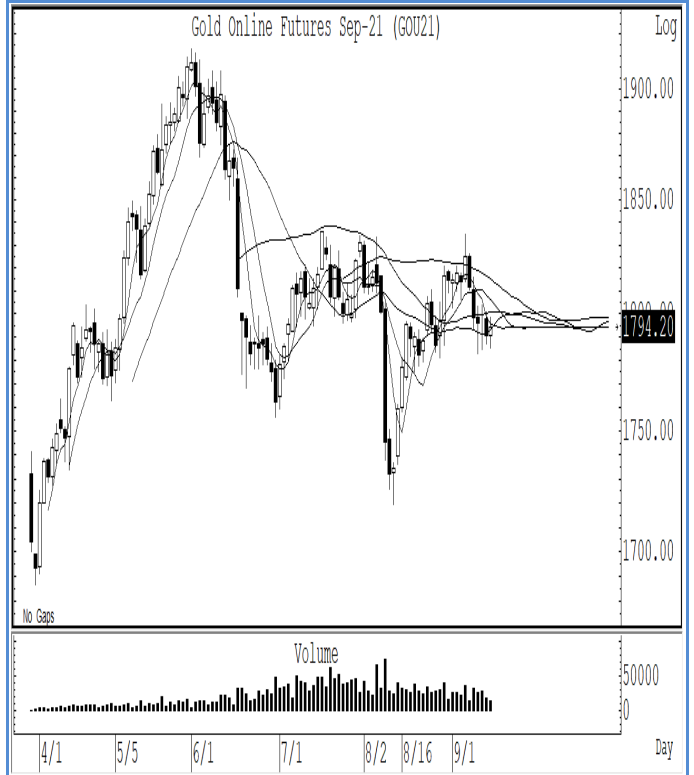 Gold Online Futures Sep-21 (GOU21)
Log
1900.00
1850.00
1794.20
1750.00
1700.00
No Gaps
Volume
50000
0
4/1 5/5 6/1 7/1 8/2 8/16 9/1 Day